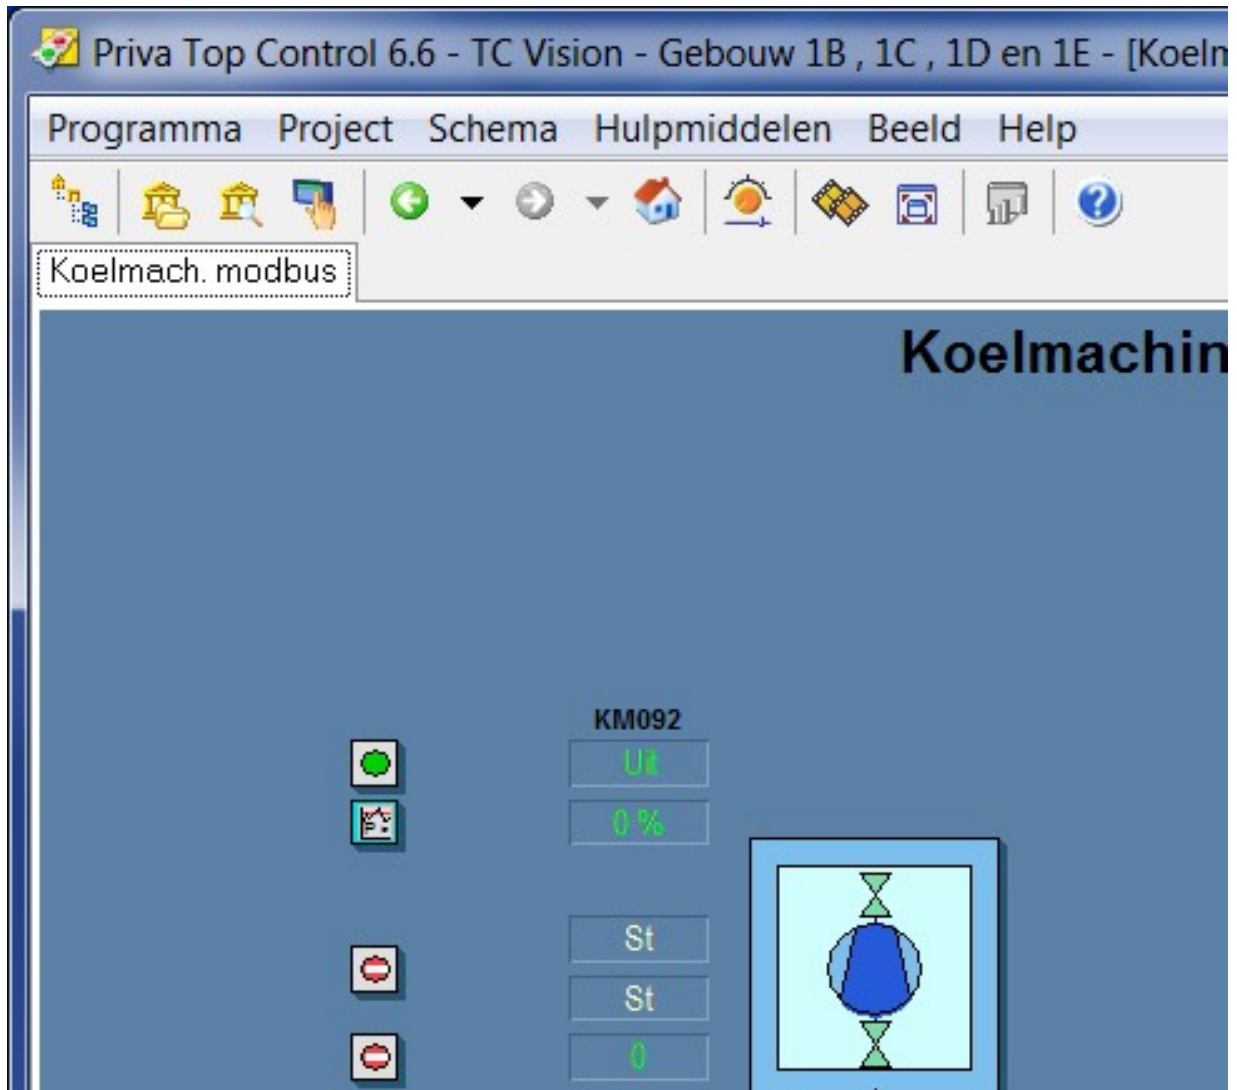 Priva Top Control 6.6 - TC Vision - Gebouw 1B , 1C , 1D en 1E - [Koelm
Programma Project Schema Hulpmiddelen Beeld Help
Koelmach. modbus
Koelmachin
KM092
Uit
0 %
St
St
0